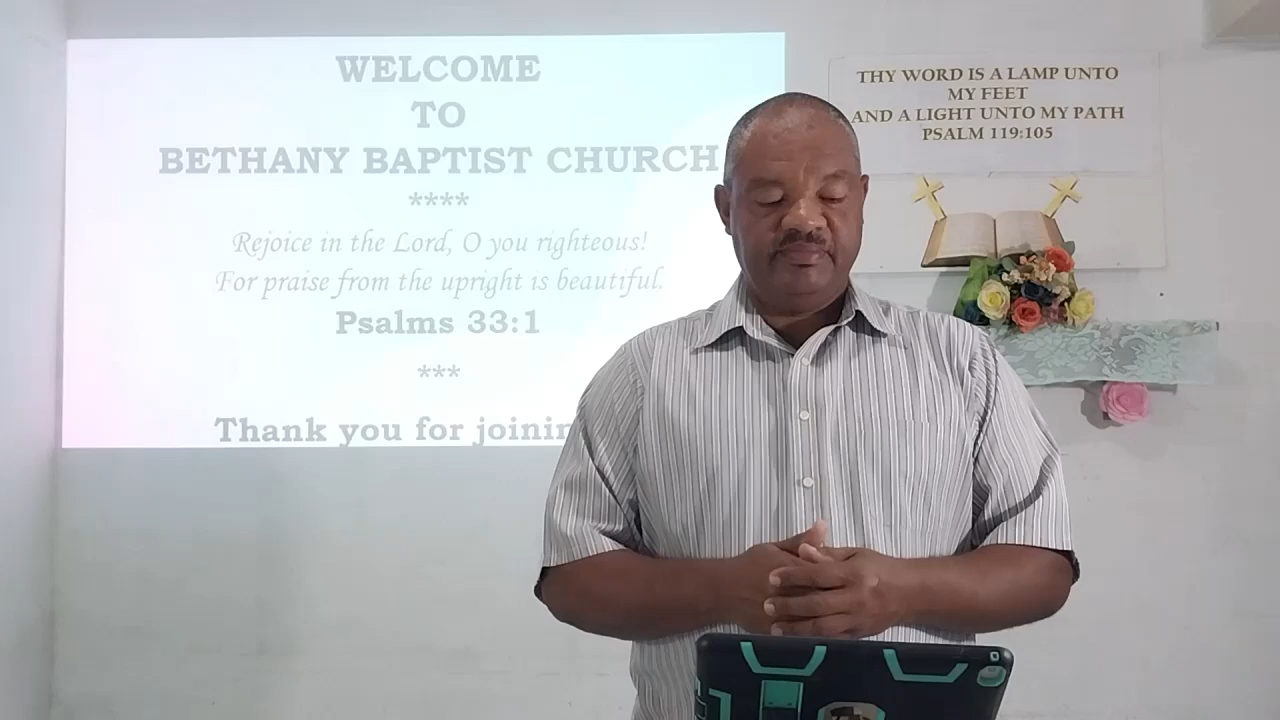 WELCOME
TO
BETHANY BAPTIST CHURCH
****
Rejoice in the Lord, O you righteous!
For praise from the upright is beautiful.
Psalms 33:1
***
Thank you for
THY WORD IS A LAMP UNTO
MY FEET
AND A LIGHT UNTO MY PATH
PSALM 119:105